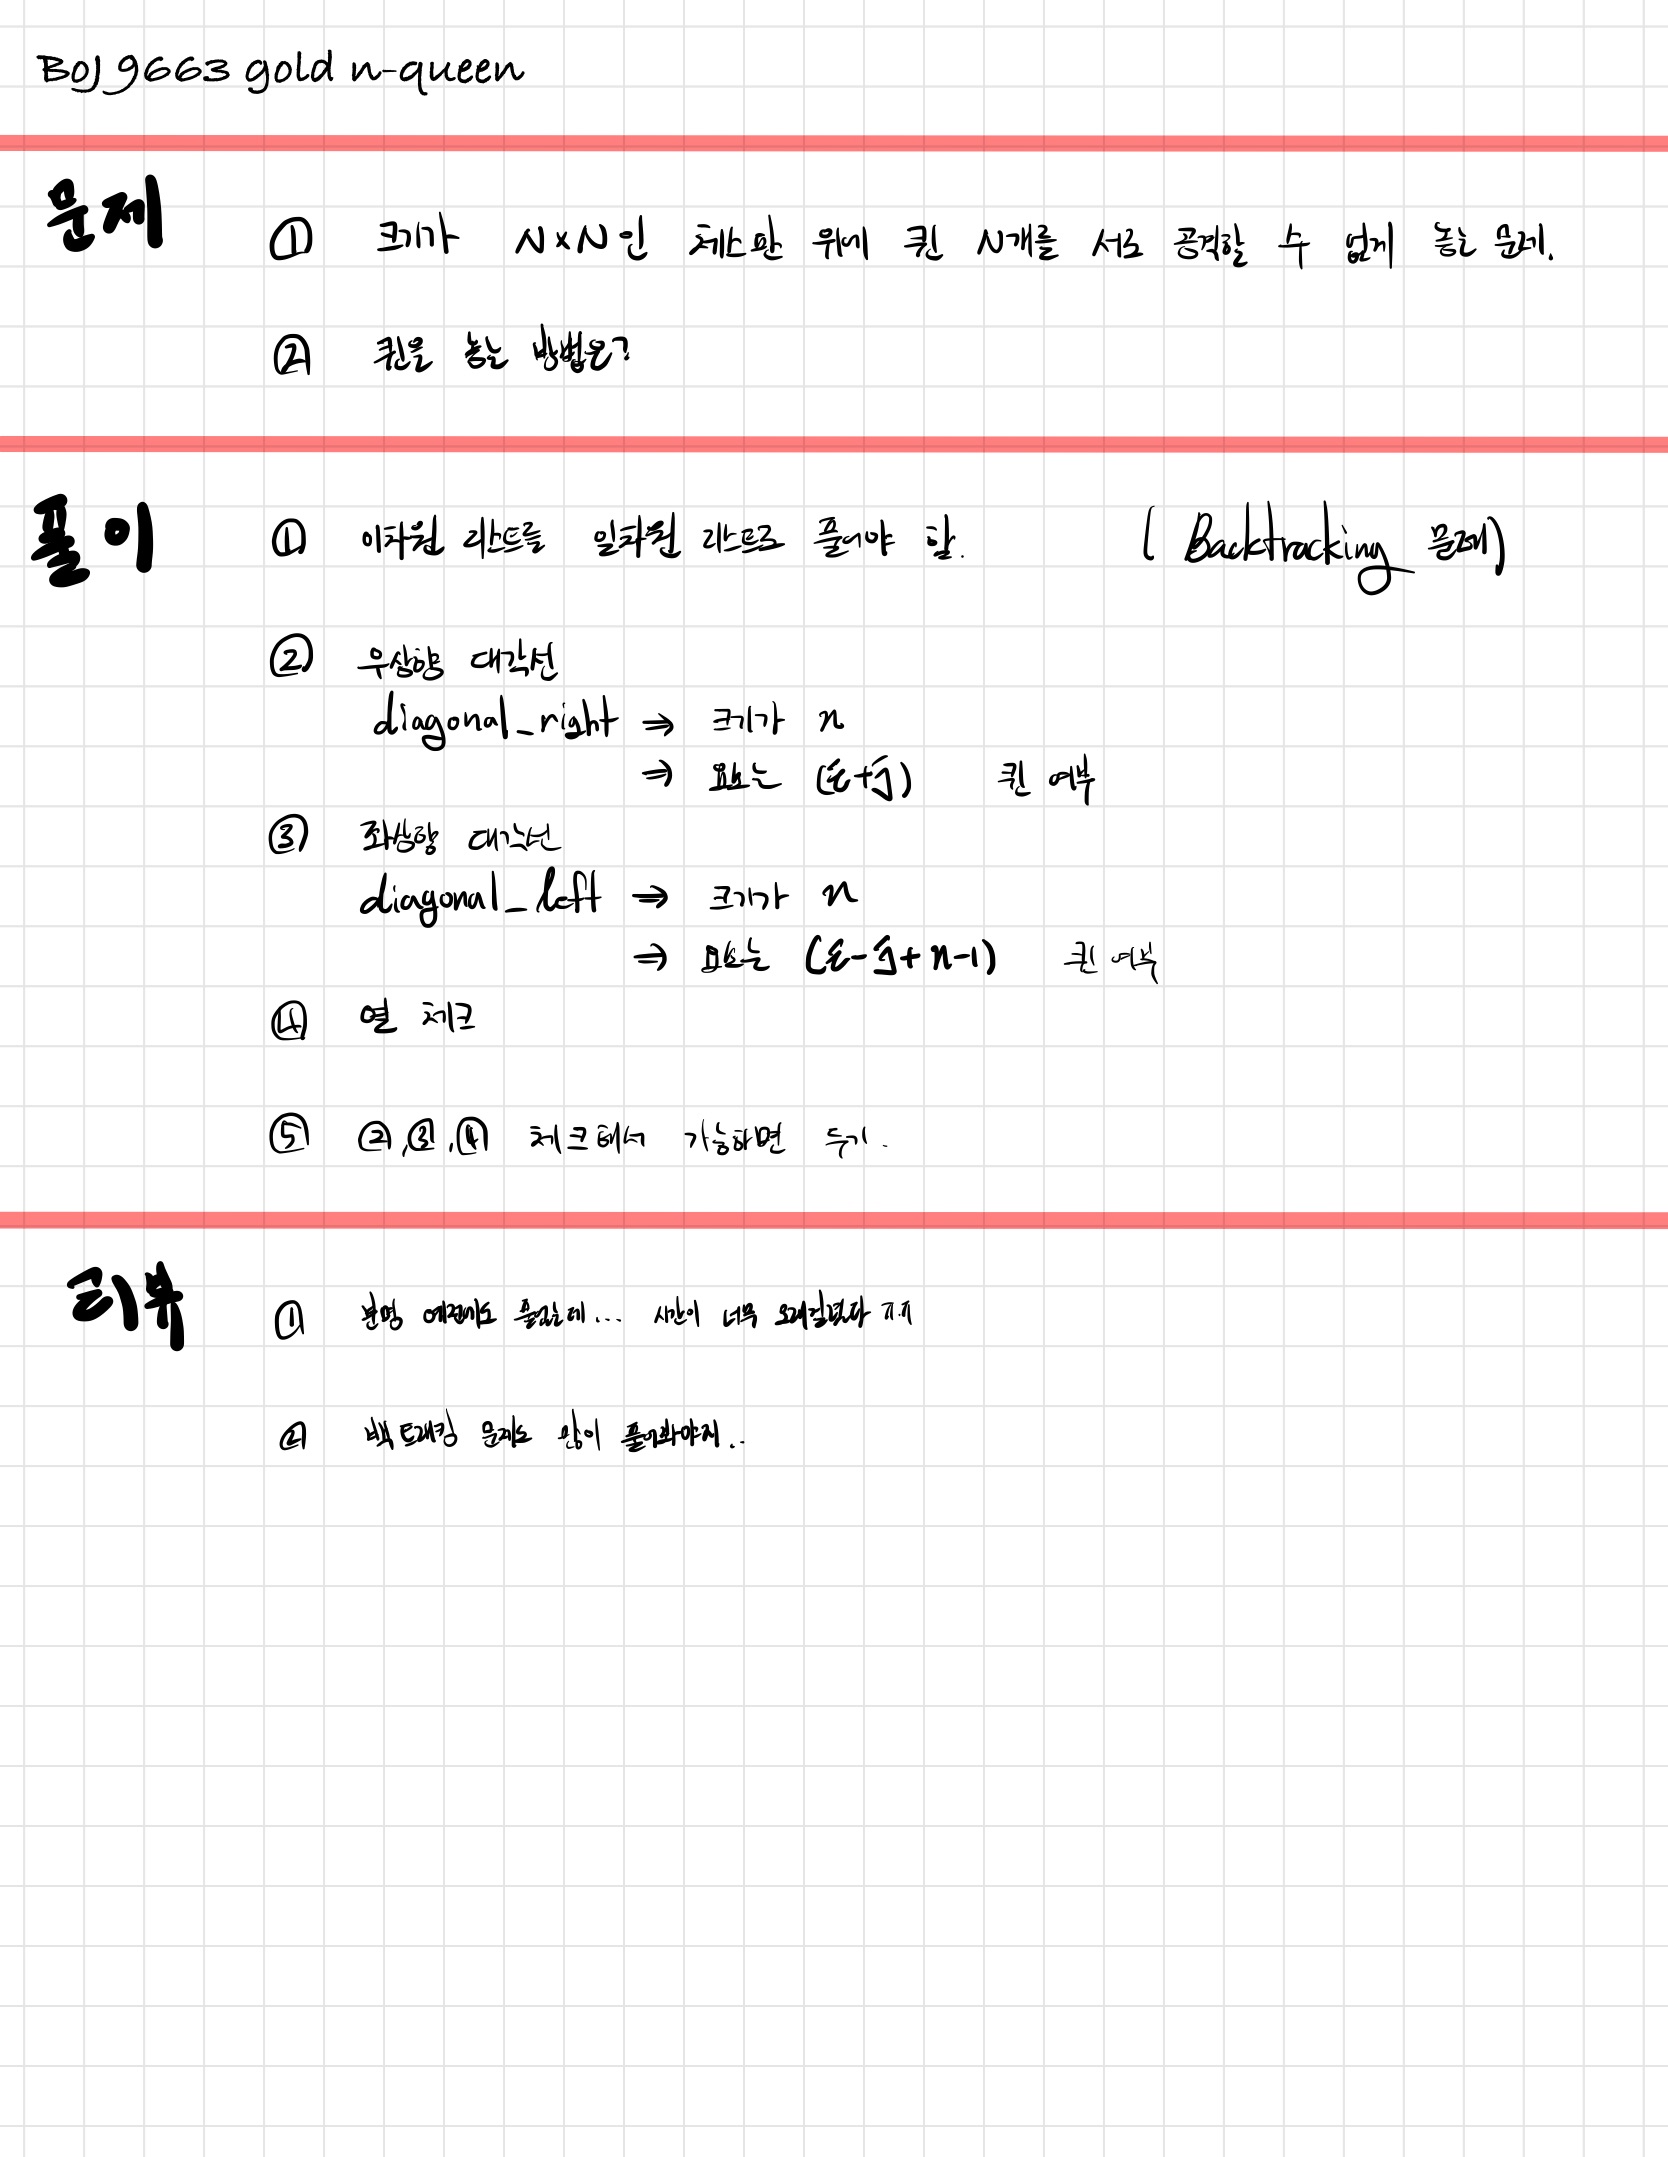 BOJ 9663 gold n-queen
문제
① 크기가 N×N인 체스판 위에 퀸 N개를 서로 공격할 수 없게 놓는 문제.
② 퀸을 놓는 방법은?
풀이
① 이차원 리스트를 일차원 리스트로 풀어야 함. (Backtracking 문제)
② 우상향 대각선
diagonal_right ⇒ 크기가 n
⇒ 요소는 (i+j) 퀸 여부
③ 좌상향 대각선
diagonal_left ⇒ 크기가 n
⇒ 요소는 (i-j+n-1) 퀸 여부
④ 열 체크
⑤ ②,③,④ 체크해서 가능하면 두기.
리뷰
① 분명 예전에도 풀었는데... 시간이 너무 오래걸렸다 ㅠㅠ
② 백트래킹 문제도 많이 풀어봐야지..